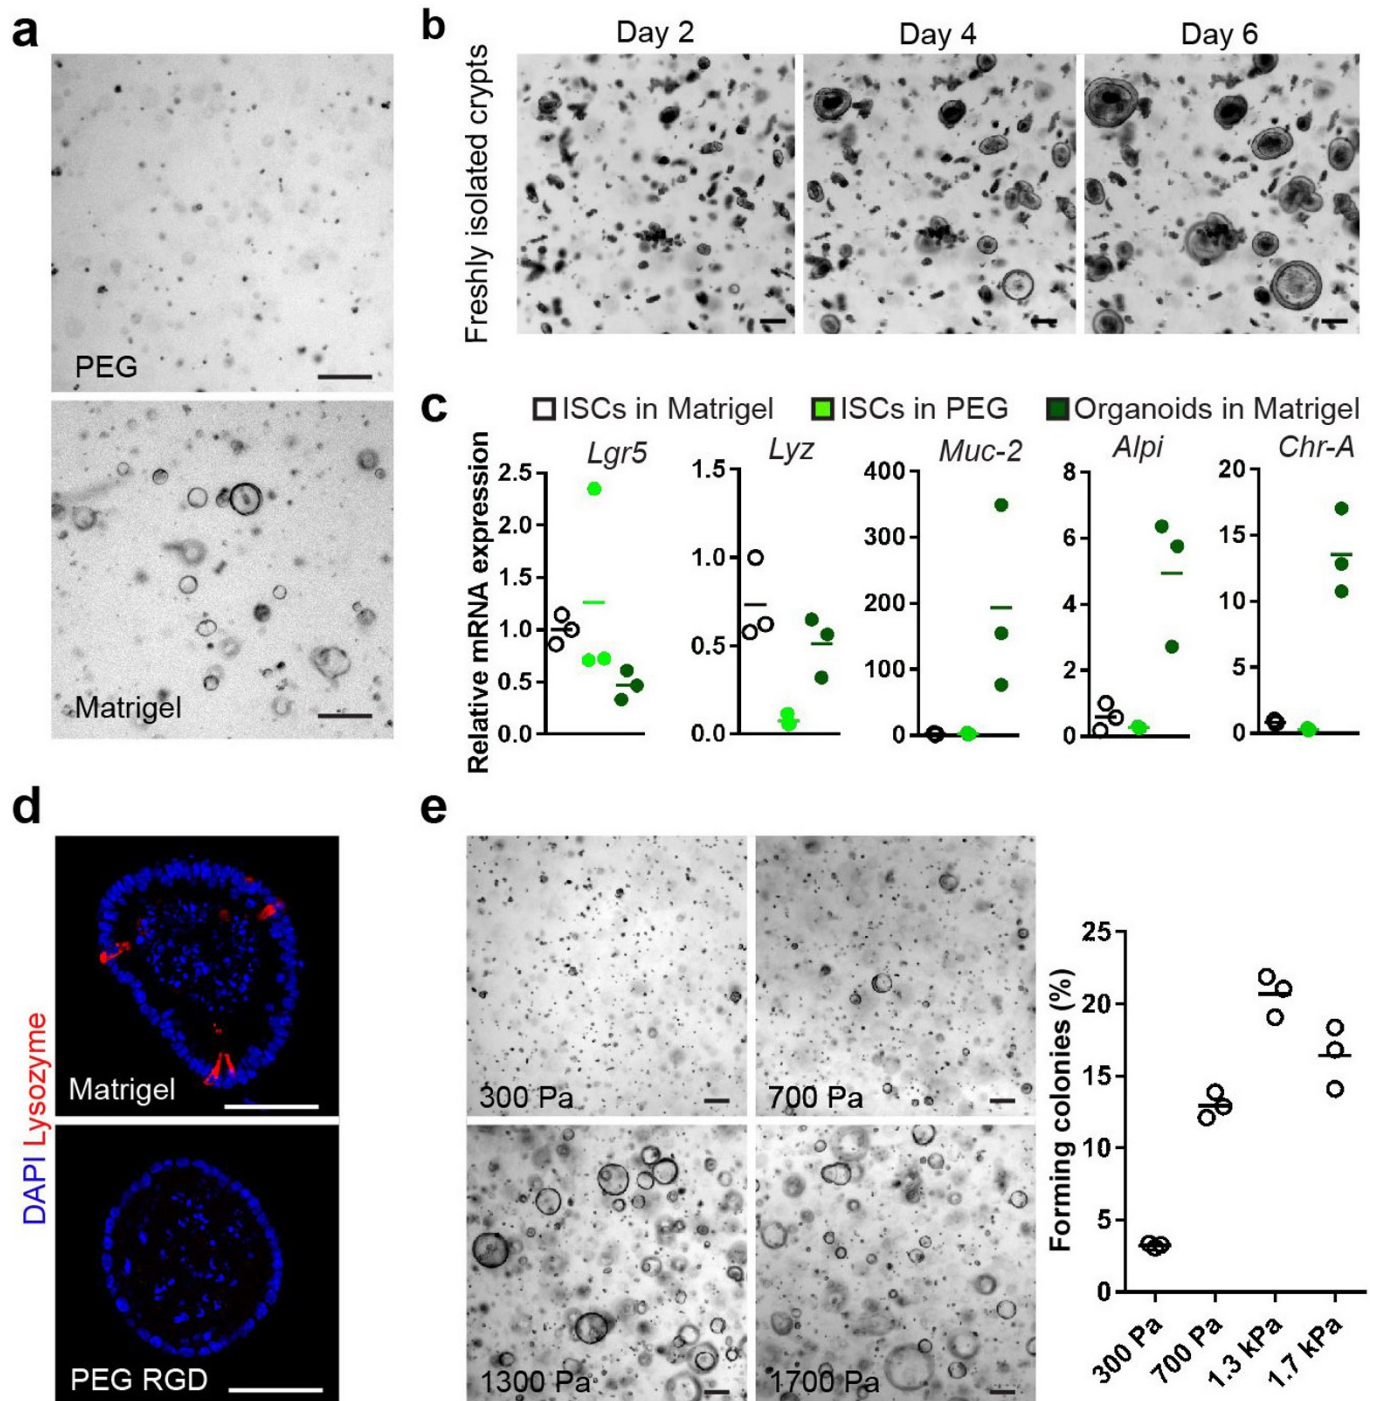 a
PEG
Matrigel
b
Day 2 Day 4 Day 6
Freshly isolated crypts
c
ISCs in Matrigel ISCs in PEG Organoids in Matrigel
Relative mRNA expression
Lgr5
2.5
2.0
1.5
1.0
0.5
0.0
Lyz
1.5
1.0
0.5
0.0
Muc-2
400
300
200
100
0
Alpi
8
6
4
2
0
Chr-A
20
15
10
5
0
d
DAPI Lysozyme
Matrigel
PEG RGD
e
300 Pa
700 Pa
1300 Pa
1700 Pa
Forming colonies (%)
25
20
15
10
5
0
300 Pa
700 Pa
1.3 kPa
1.7 kPa